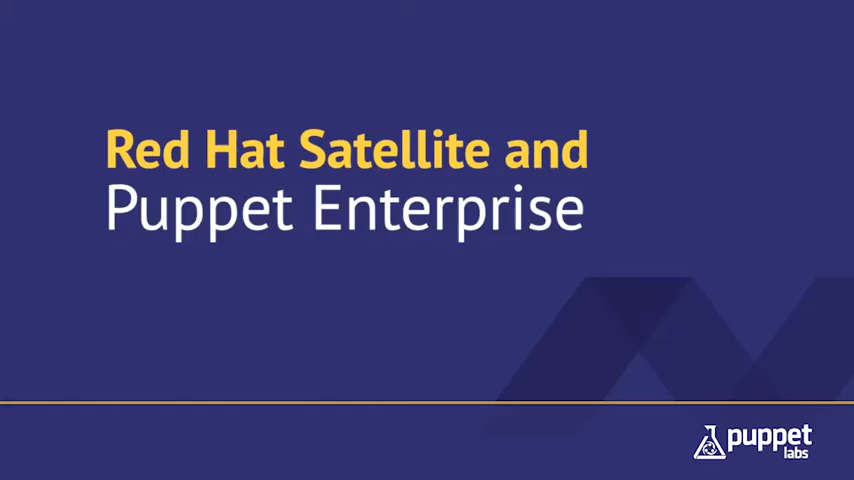 Red Hat Satellite and
Puppet Enterprise
puppet
labs